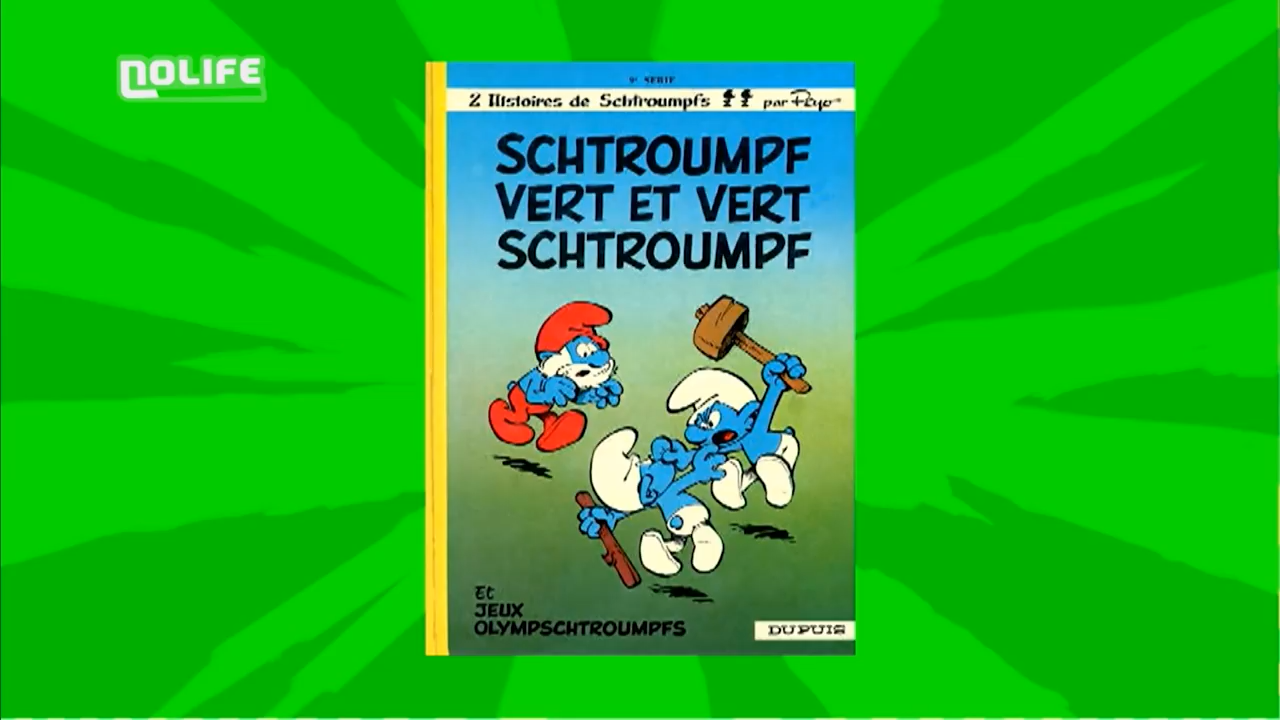 NOLIFE
9e SERIE
2 Histoires de Schtroumpfs par Peyo
SCHTROUMPF
VERT ET VERT
SCHTROUMPF
Et
JEUX
OLYMPSCHTROUMPFS
DUPUIS